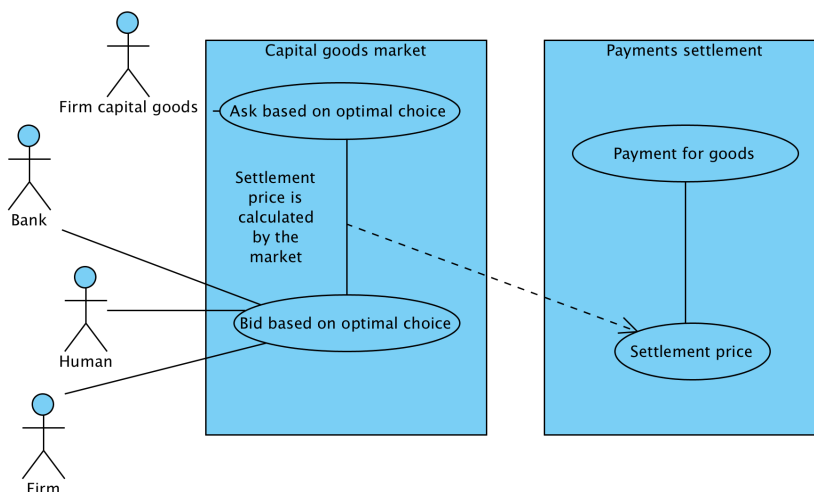 Capital goods market
Payments settlement
Firm capital goods
Ask based on optimal choice
Payment for goods
Settlement
price is
calculated
by the
market
Bank
Bid based on optimal choice
Human
Settlement price
Firm